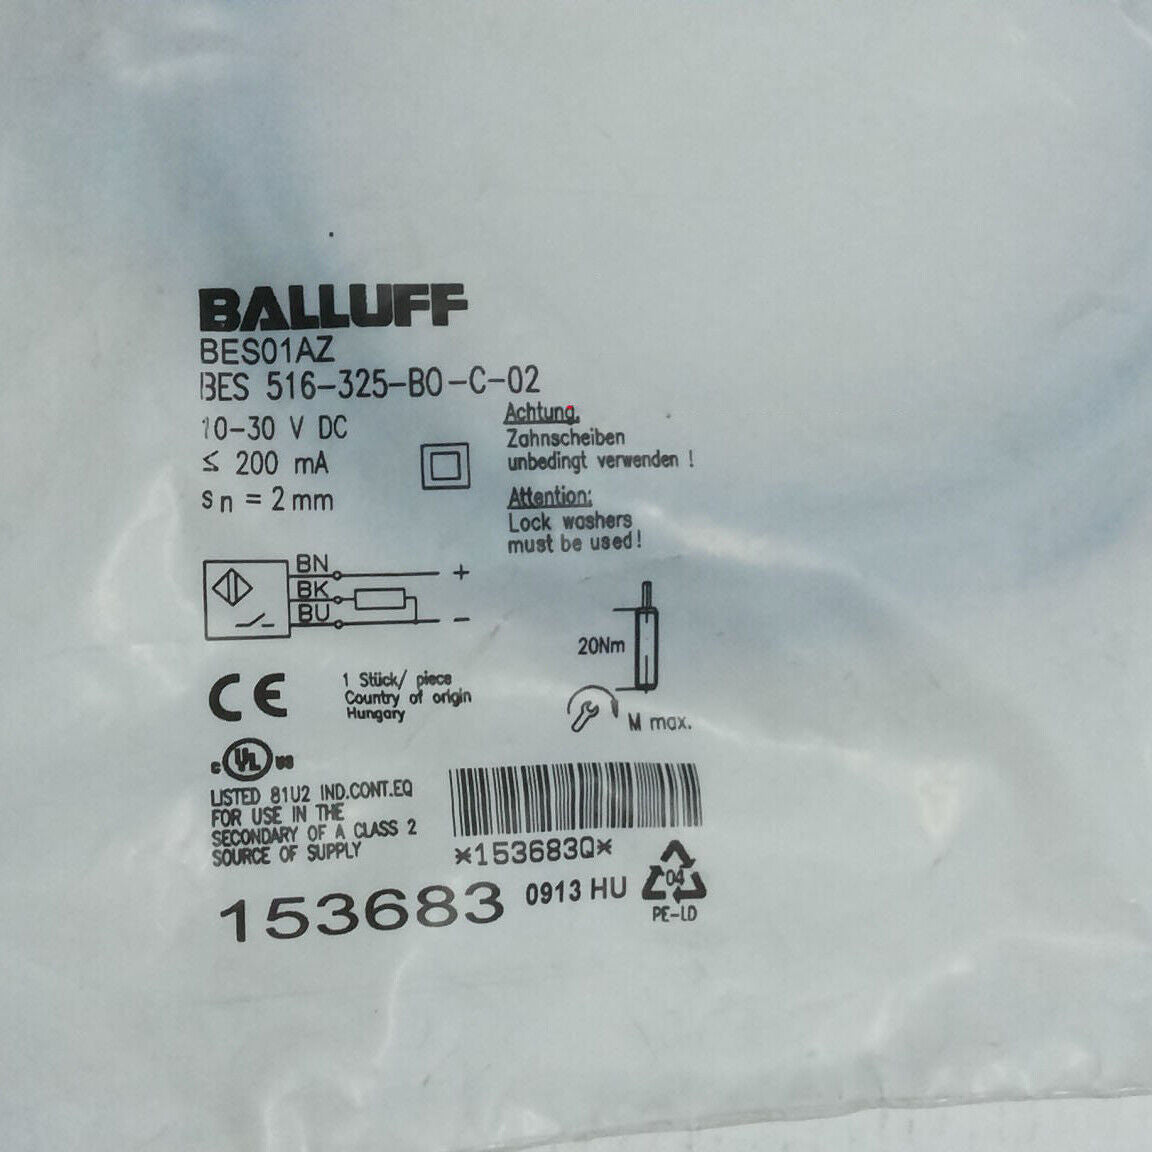 BALLUFF
BES01AZ
BES 516-325-BO-C-02
10-30 V DC
≤ 200 mA
sn = 2 mm
Achtung,
Zahnscheiben
unbedingt verwenden !
Attention:
Lock washers
must be used!
BN
+
BK
BU
-
20Nm
M max.
CE
1 Stück/ piece
Country of origin
Hungary
c UL us
LISTED 81U2 IND.CONT.EQ
FOR USE IN THE
SECONDARY OF A CLASS 2
SOURCE OF SUPPLY
*153683Q*
153683
0913 HU
04
PE-LD